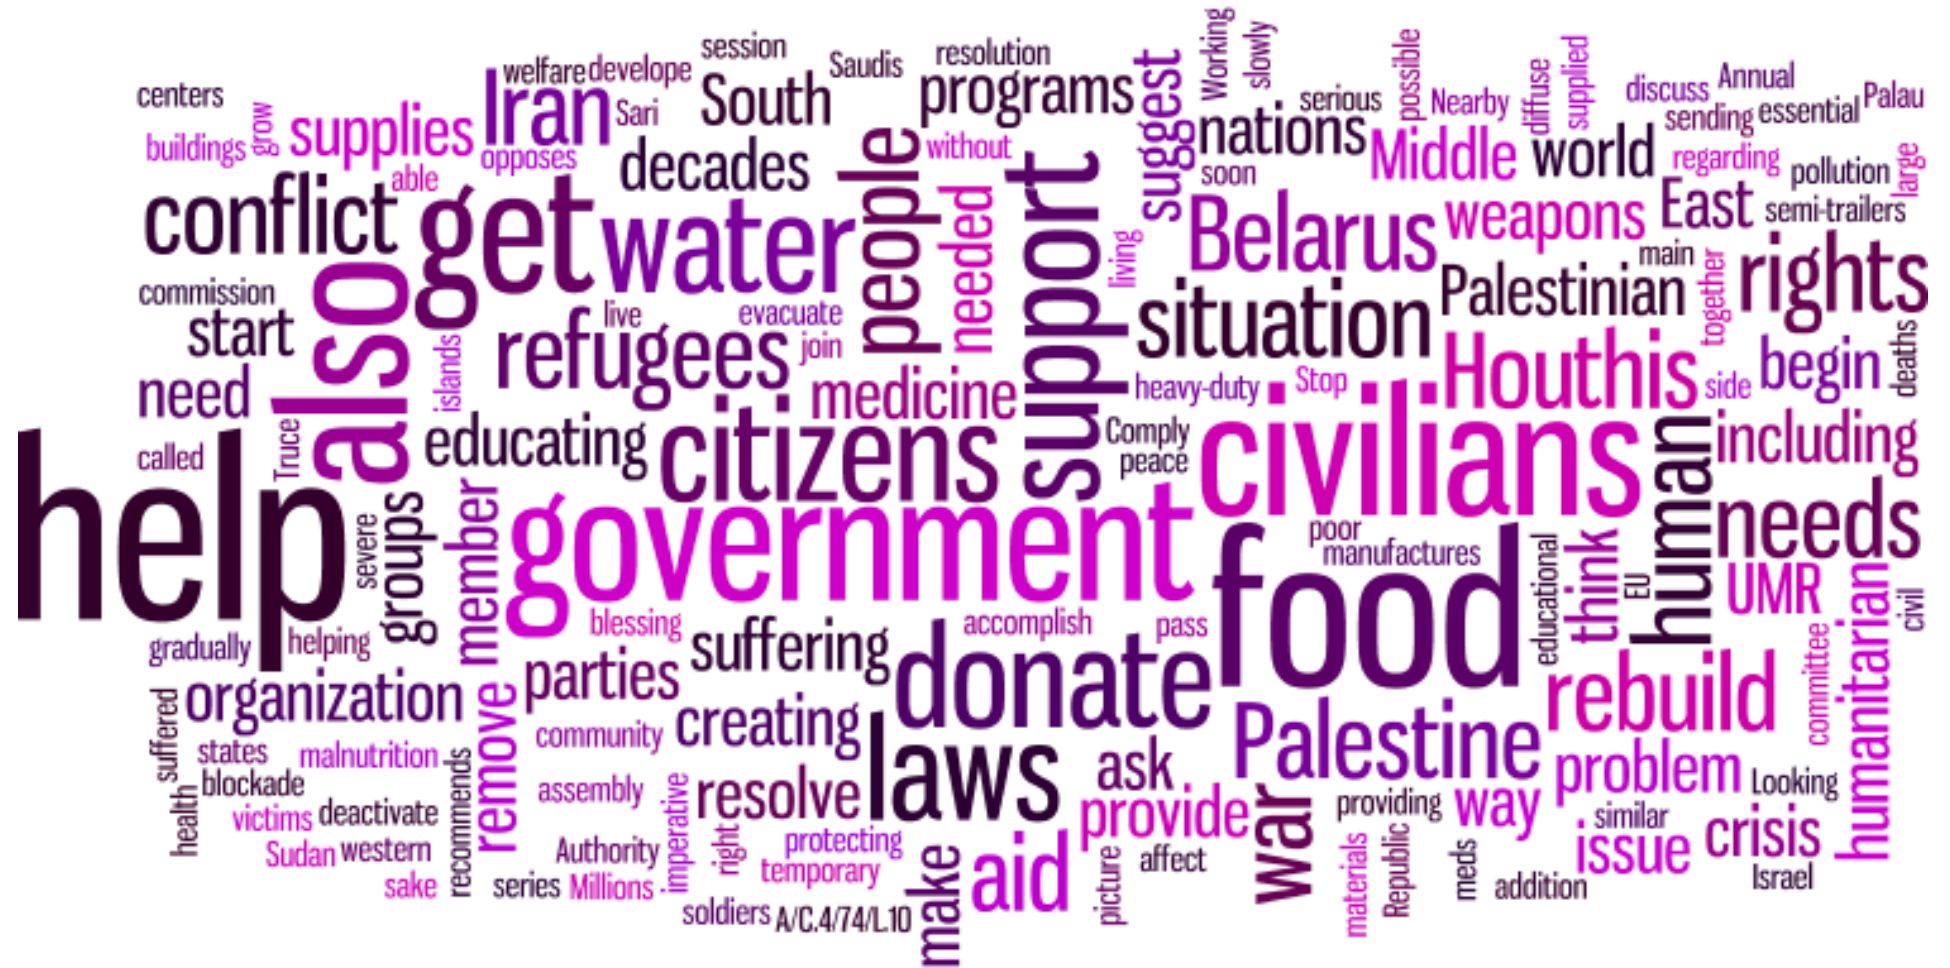 session
Saudis
resolution
Working
slowly
welfare
develope
South
programs
suggest
possible
diffuse
supplied
discuss
Annual
centers
grow
Iran
Sari
serious
Nearby
sending
essential
Palau
buildings
supplies
opposes
decades
people
without
nations
Middle
world
regarding
pollution
large
able
soon
conflict
get
water
needed
support
living
Belarus
weapons
East
semi-trailers
main
together
rights
commission
also
start
live
evacuate
refugees
join
situation
Palestinian
islands
need
medicine
heavy-duty
Stop
Houthis
side
begin
deaths
called
Truce
educating
citizens
Comply
peace
civilians
human
including
help
severe
groups
member
government
poor
manufactures
food
educational
think
EU
needs
UMR
civil
gradually
helping
blessing
suffering
accomplish
pass
humanitarian
suffered
organization
remove
parties
donate
rebuild
committee
states
malnutrition
community
creating
laws
Palestine
problem
Looking
blockade
recommends
assembly
imperative
resolve
ask
provide
war
providing
way
similar
health
victims
deactivate
right
protecting
issue
crisis
Sudan
western
Authority
temporary
make
aid
picture
affect
materials
Republic
meds
Israel
sake
series
Millions
addition
soldiers
A/C.4/74/L.10